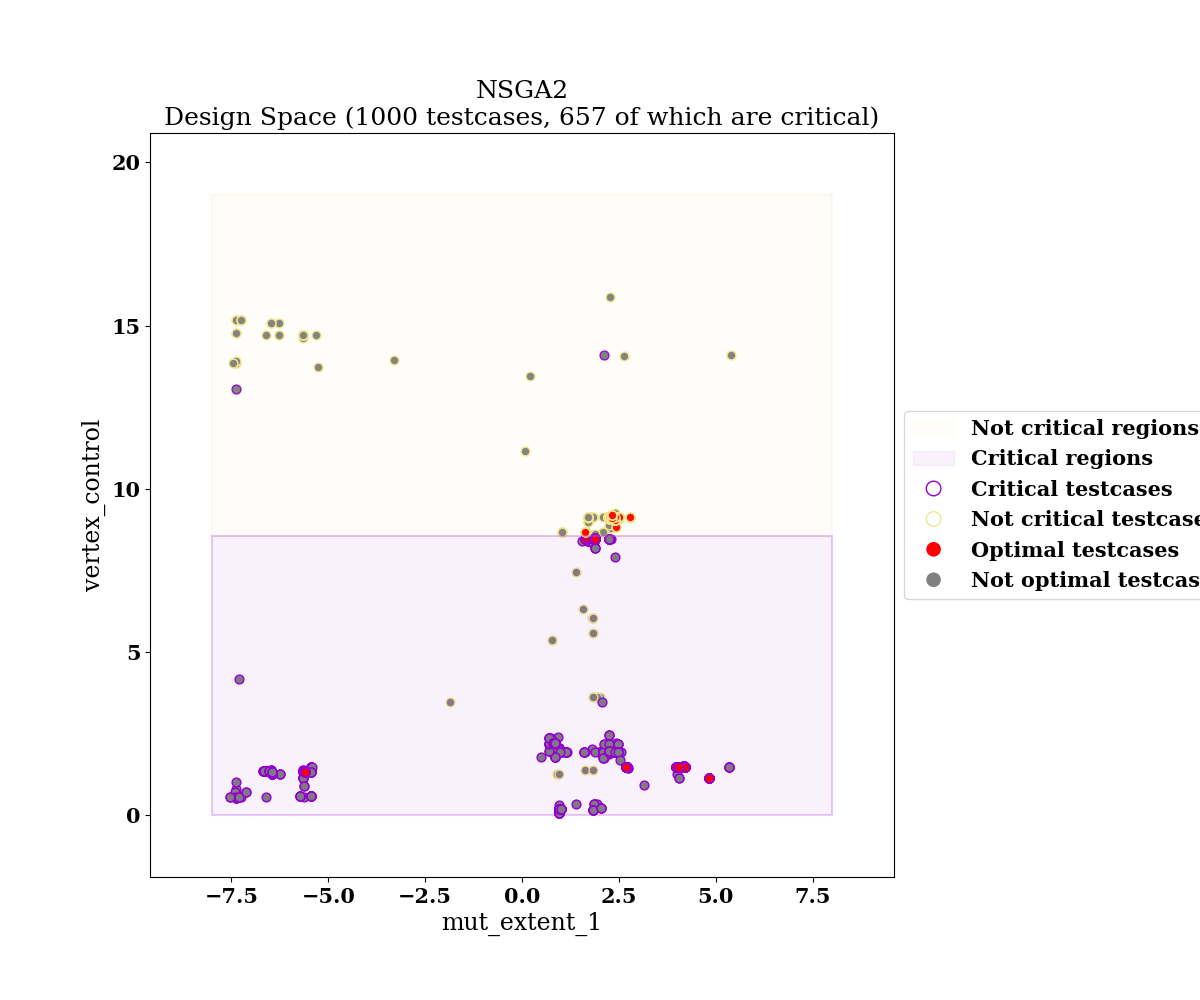 NSGA2
Design Space (1000 testcases, 657 of which are critical)
20
15
10
5
0
vertex_control
−7.5 −5.0 −2.5 0.0 2.5 5.0 7.5
mut_extent_1
Not critical regions
Critical regions
Critical testcases
Not critical testcase
Optimal testcases
Not optimal testcas